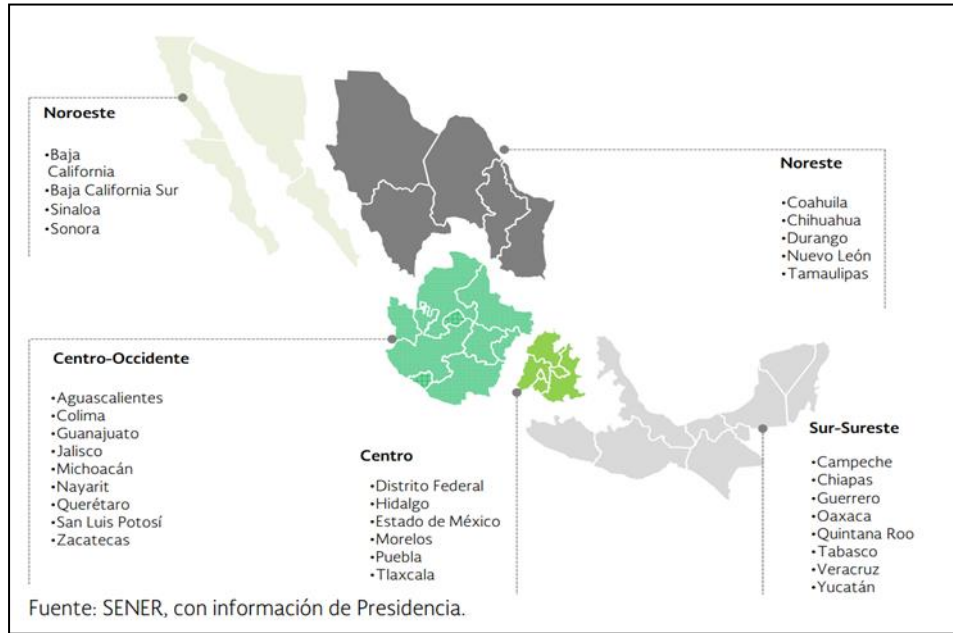 Noroeste
•Baja
California
•Baja California Sur
•Sinaloa
•Sonora
Noreste
•Coahuila
•Chihuahua
•Durango
•Nuevo León
•Tamaulipas
Centro-Occidente
•Aguascalientes
•Colima
•Guanajuato
•Jalisco
•Michoacán
•Nayarit
•Querétaro
•San Luis Potosí
•Zacatecas
Centro
•Distrito Federal
•Hidalgo
•Estado de México
•Morelos
•Puebla
•Tlaxcala
Sur-Sureste
•Campeche
•Chiapas
•Guerrero
•Oaxaca
•Quintana Roo
•Tabasco
•Veracruz
•Yucatán
Fuente: SENER, con información de Presidencia.